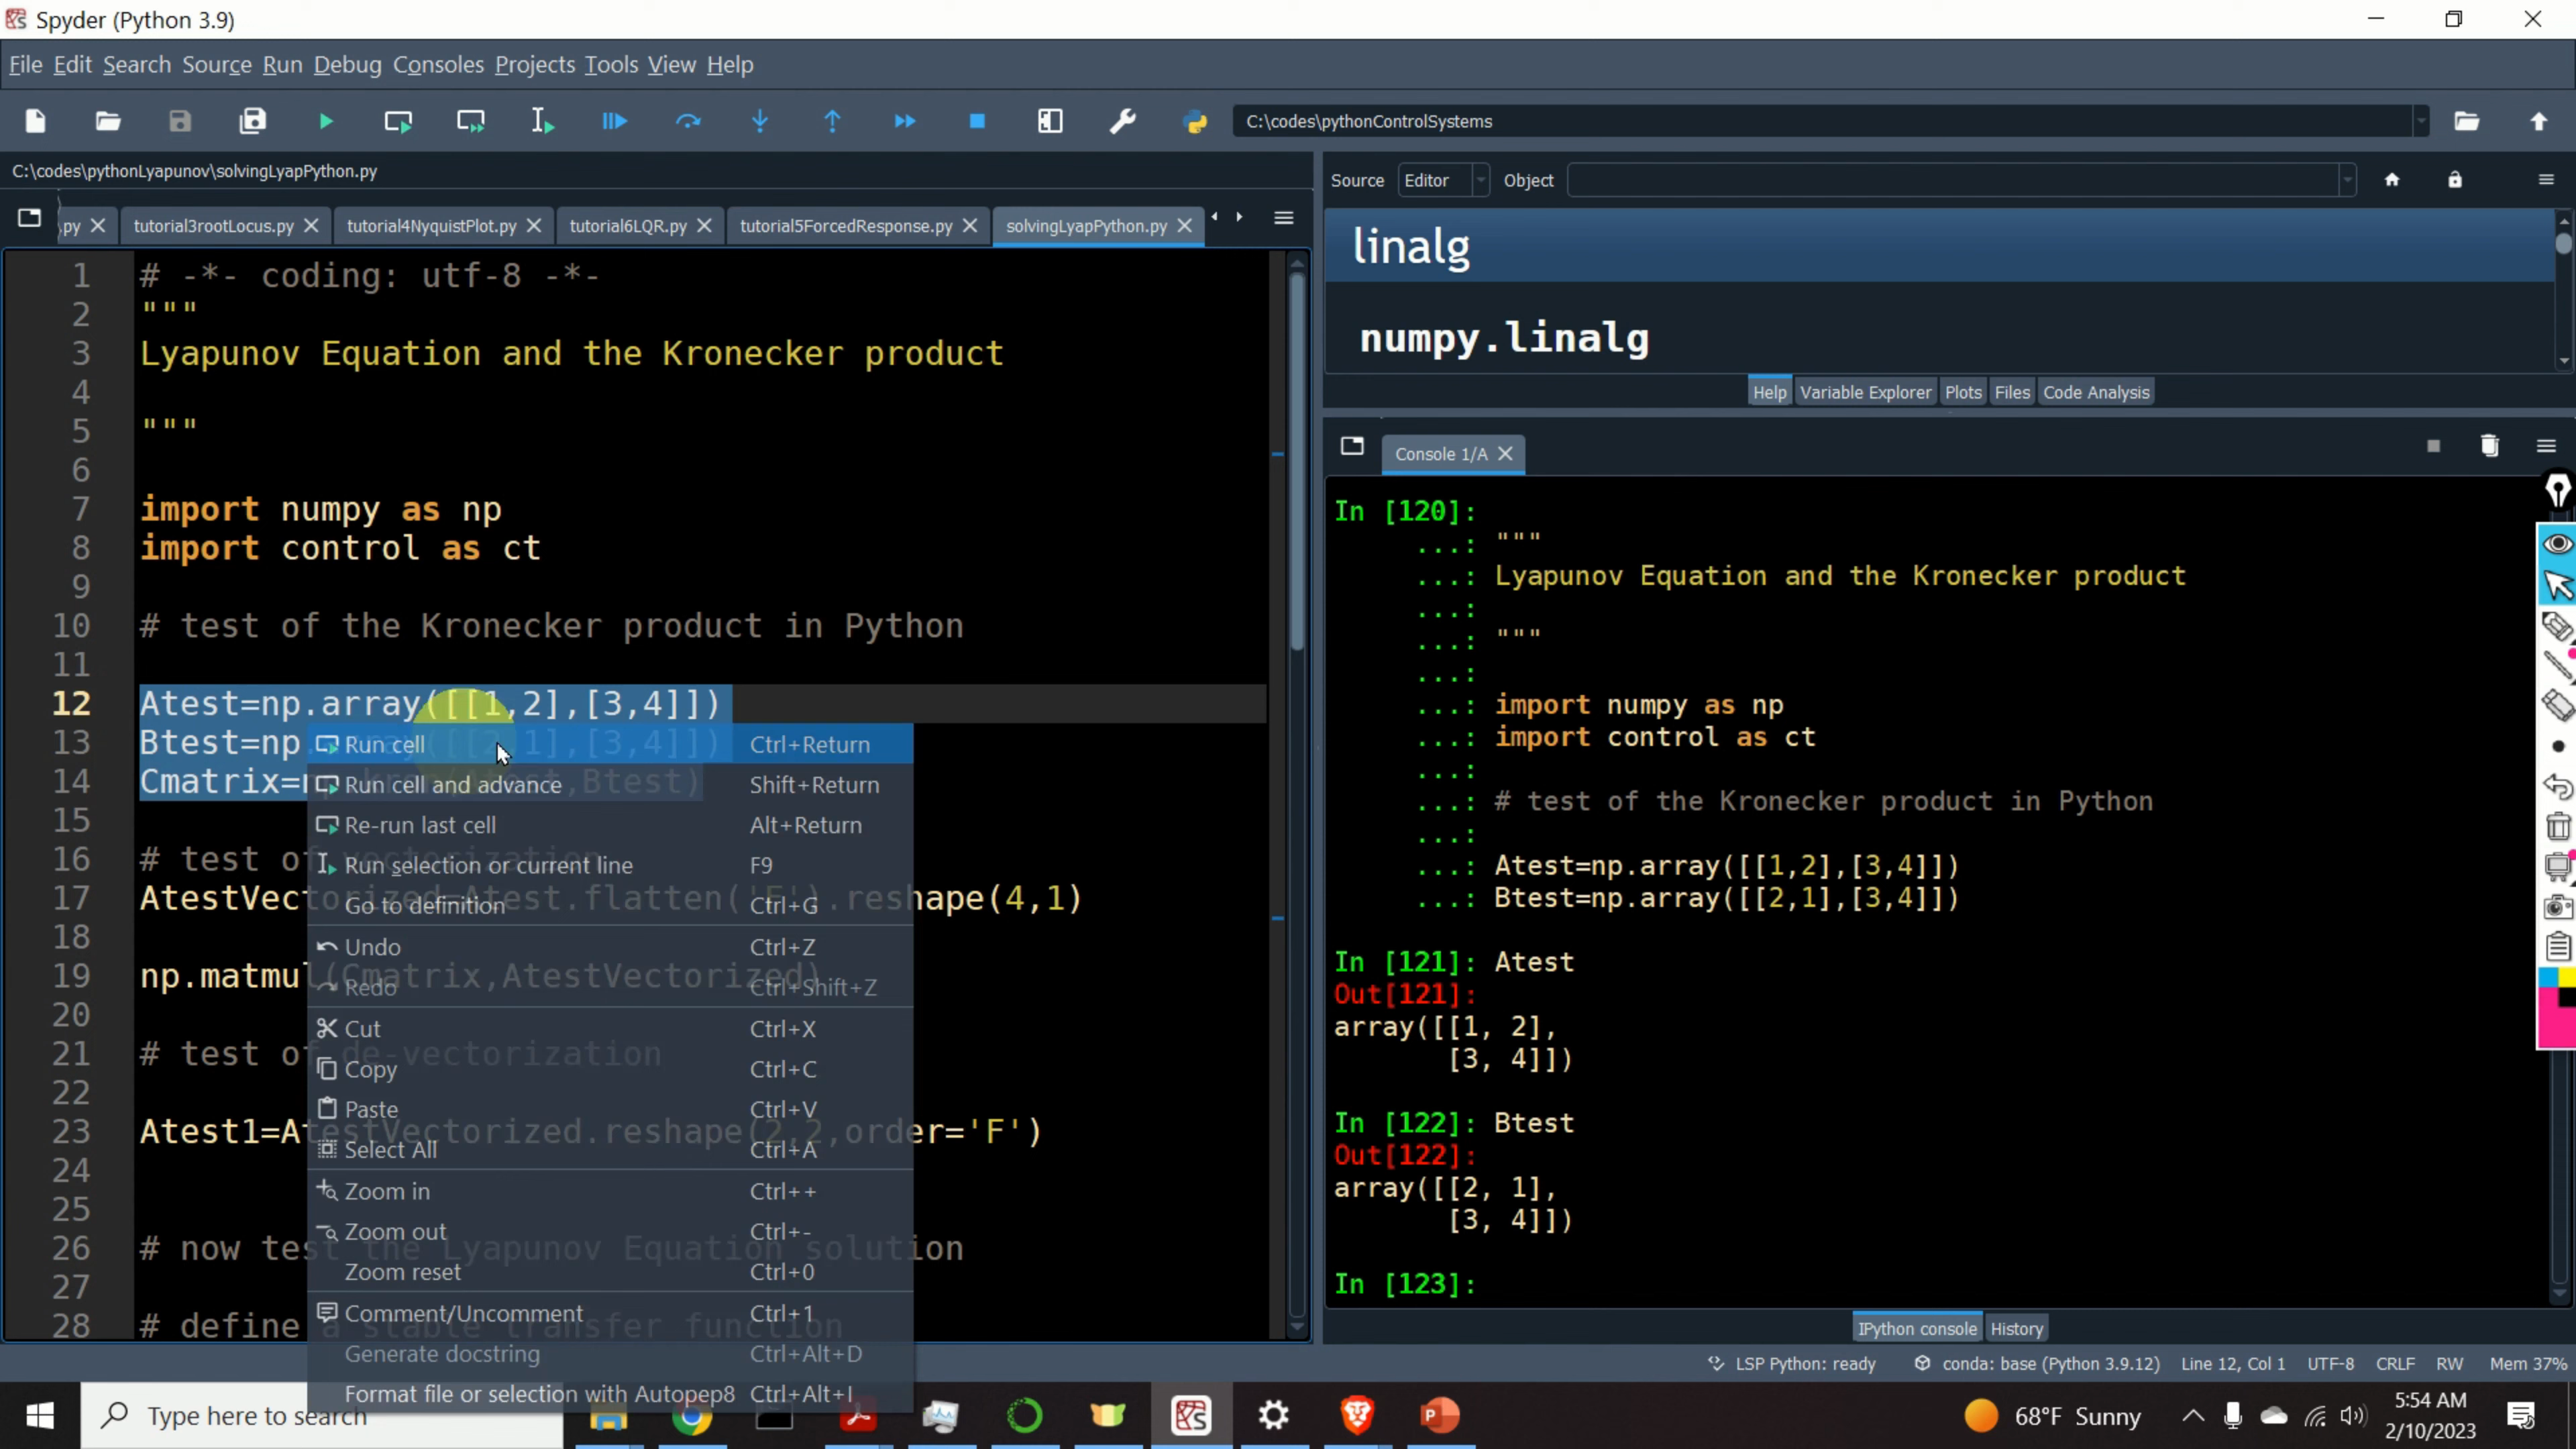 Spyder (Python 3.9)
File Edit Search Source Run Debug Consoles Projects Tools View Help
C:\codes\pythonControlSystems
C:\codes\pythonLyapunov\solvingLyapPython.py
.py
tutorial3rootLocus.py
tutorial4NyquistPlot.py
tutorial6LQR.py
tutorial5ForcedResponse.py
solvingLyapPython.py
1 # -*- coding: utf-8 -*-
2 """
3 Lyapunov Equation and the Kronecker product
4
5 """
6
7 import numpy as np
8 import control as ct
9
10 # test of the Kronecker product in Python
11
12 Atest=np.array([[1,2],[3,4]])
13 Btest=np.array([[2,1],[3,4]])
14 Cmatrix=np.kron(Atest,Btest)
15
16 # test of vectorization
17 AtestVectorized=Atest.flatten('F').reshape(4,1)
18
19 np.matmul(Cmatrix,AtestVectorized)
20
21 # test of de-vectorization
22
23 Atest1=AtestVectorized.reshape(2,2,order='F')
24
25
26 # now test the Lyapunov Equation solution
27
28 # define a stable transfer function
Run cell Ctrl+Return
Run cell and advance Shift+Return
Re-run last cell Alt+Return
Run selection or current line F9
Go to definition Ctrl+G
Undo Ctrl+Z
Redo Ctrl+Shift+Z
Cut Ctrl+X
Copy Ctrl+C
Paste Ctrl+V
Select All Ctrl+A
Zoom in Ctrl++
Zoom out Ctrl+-
Zoom reset Ctrl+0
Comment/Uncomment Ctrl+1
Generate docstring Ctrl+Alt+D
Format file or selection with Autopep8 Ctrl+Alt+I
Source Editor Object
linalg
numpy.linalg
Help Variable Explorer Plots Files Code Analysis
Console 1/A
In [120]:
...: """
...: Lyapunov Equation and the Kronecker product
...:
...: """
...:
...: import numpy as np
...: import control as ct
...:
...: # test of the Kronecker product in Python
...:
...: Atest=np.array([[1,2],[3,4]])
...: Btest=np.array([[2,1],[3,4]])
In [121]: Atest
Out[121]:
array([[1, 2],
[3, 4]])
In [122]: Btest
Out[122]:
array([[2, 1],
[3, 4]])
In [123]:
IPython console History
LSP Python: ready conda: base (Python 3.9.12) Line 12, Col 1 UTF-8 CRLF RW Mem 37%
Type here to search
68°F Sunny
5:54 AM
2/10/2023